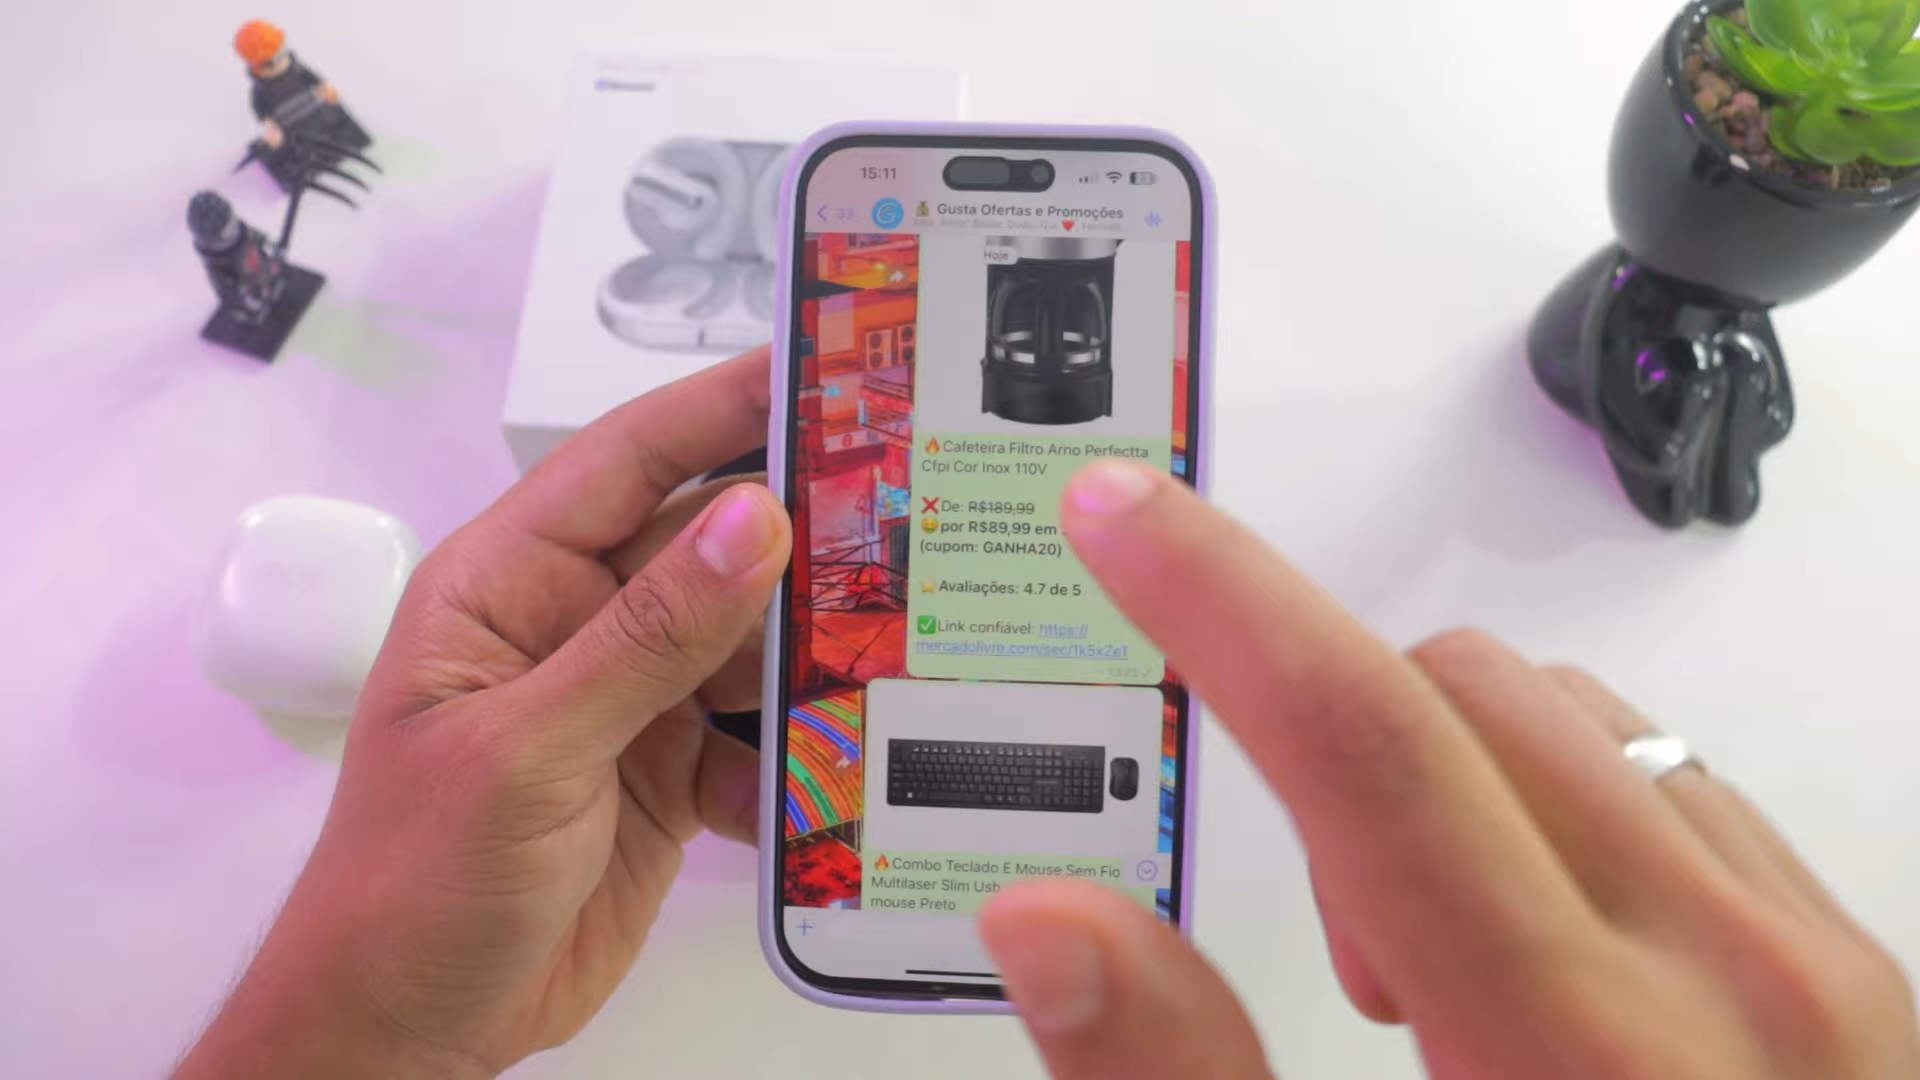 15:11
33
💰 Gusta Ofertas e Promoções
Hoje
🔥Cafeteira Filtro Arno Perfectta
Cfpi Cor Inox 110V
❌De: R$189,99
🤑por R$89,99 em
(cupom: GANHA20)
⭐Avaliações: 4.7 de 5
✅Link confiável: https://
mercadolivre.com/sec/1k5xZe1
🔥Combo Teclado E Mouse Sem Fio
Multilaser Slim Usb
mouse Preto